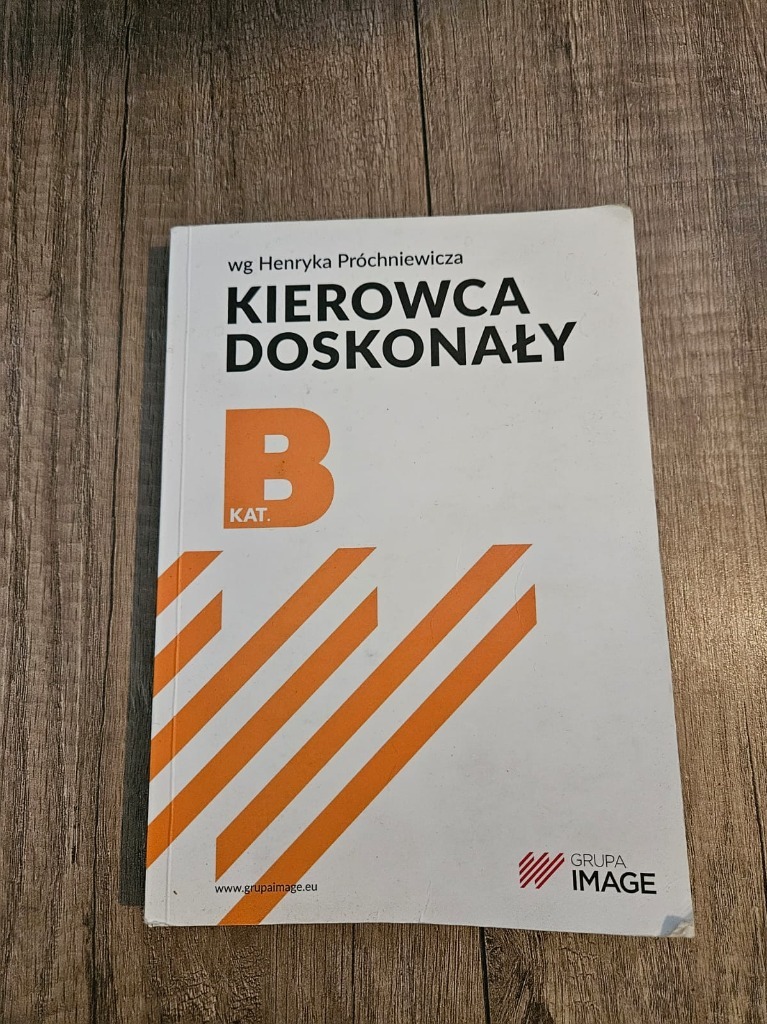 wg Henryka Próchniewicza
KIEROWCA
DOSKONAŁY
B
KAT.
www.grupaimage.eu
GRUPA
IMAGE